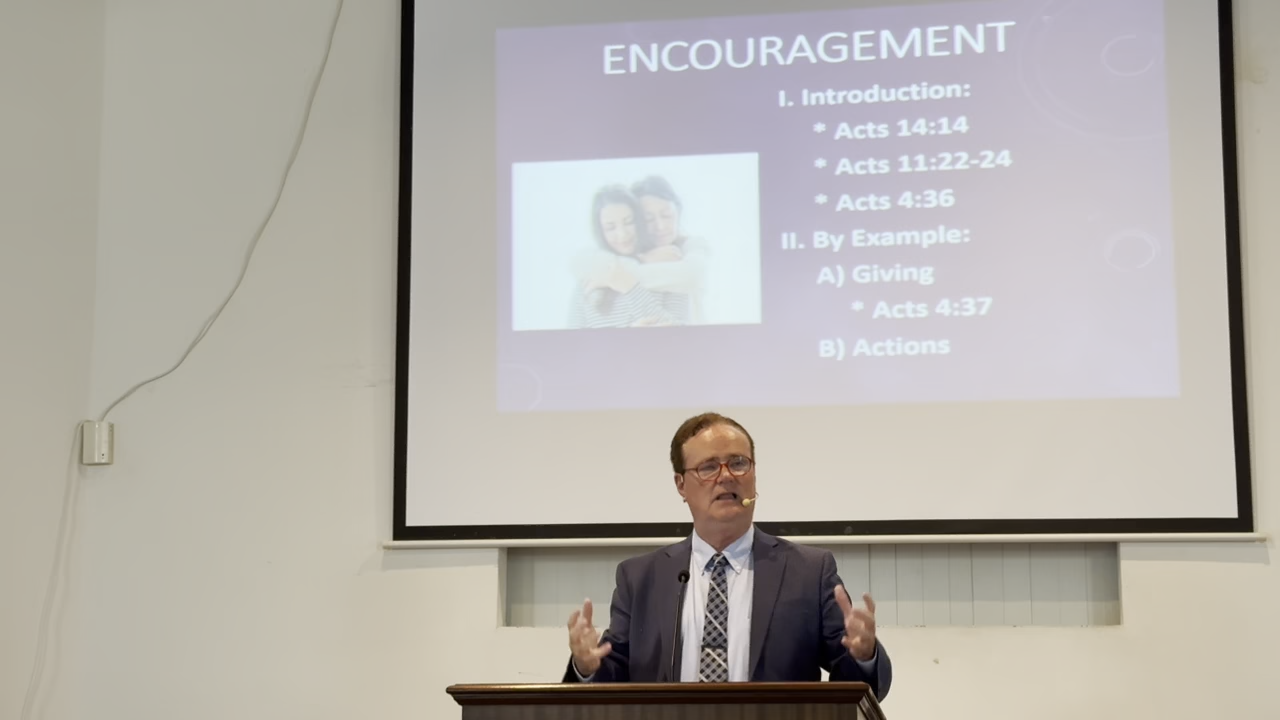 ENCOURAGEMENT
I. Introduction:
* Acts 14:14
* Acts 11:22-24
* Acts 4:36
II. By Example:
A) Giving
* Acts 4:37
B) Actions